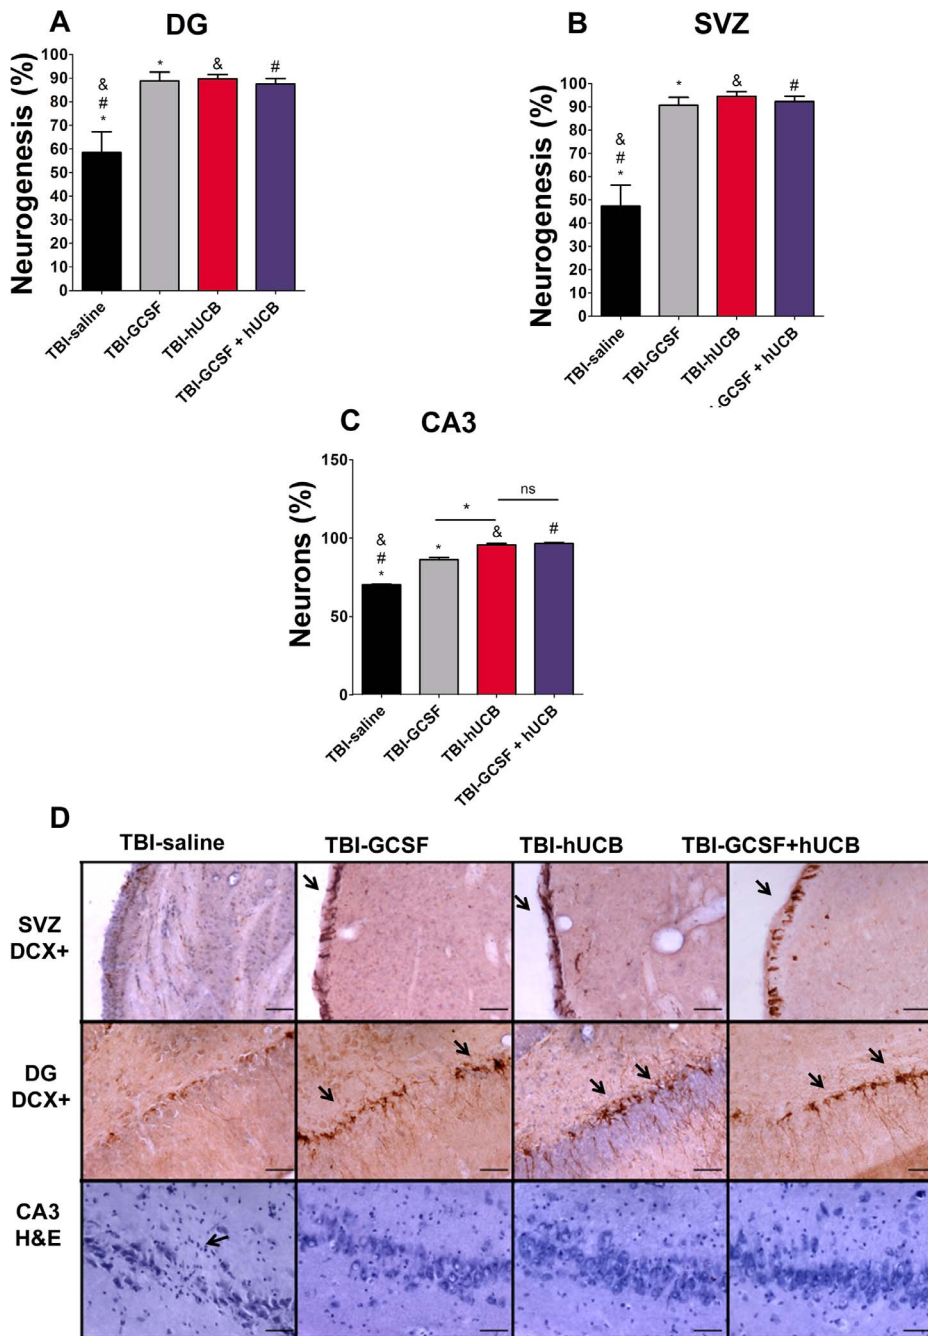 A
DG
Neurogenesis (%)
100
90
80
70
60
50
40
30
20
10
0
&
#
*
*
&
#
TBI-saline
TBI-GCSF
TBI-hUCB
TBI-GCSF + hUCB
B
SVZ
Neurogenesis (%)
100
90
80
70
60
50
40
30
20
10
0
&
#
*
*
&
#
TBI-saline
TBI-GCSF
TBI-hUCB
-GCSF + hUCB
C
CA3
Neurons (%)
150
100
50
0
&
#
*
*
*
&
ns
#
TBI-saline
TBI-GCSF
TBI-hUCB
TBI-GCSF + hUCB
D
TBI-saline
TBI-GCSF
TBI-hUCB
TBI-GCSF+hUCB
SVZ
DCX+
DG
DCX+
CA3
H&E